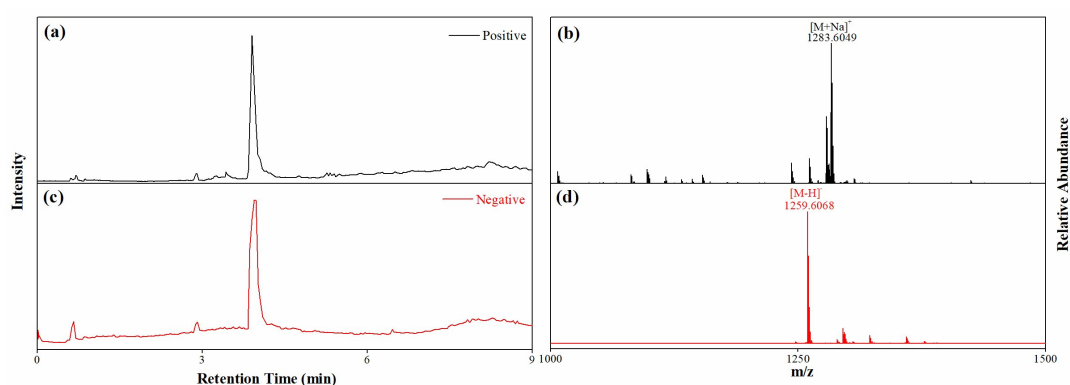 (a)
Positive
(b)
[M+Na]+
1283.6049
(c)
Negative
(d)
[M-H]-
1259.6068
Intensity
Relative Abundance
0
3
6
9
Retention Time (min)
1000
1250
1500
m/z